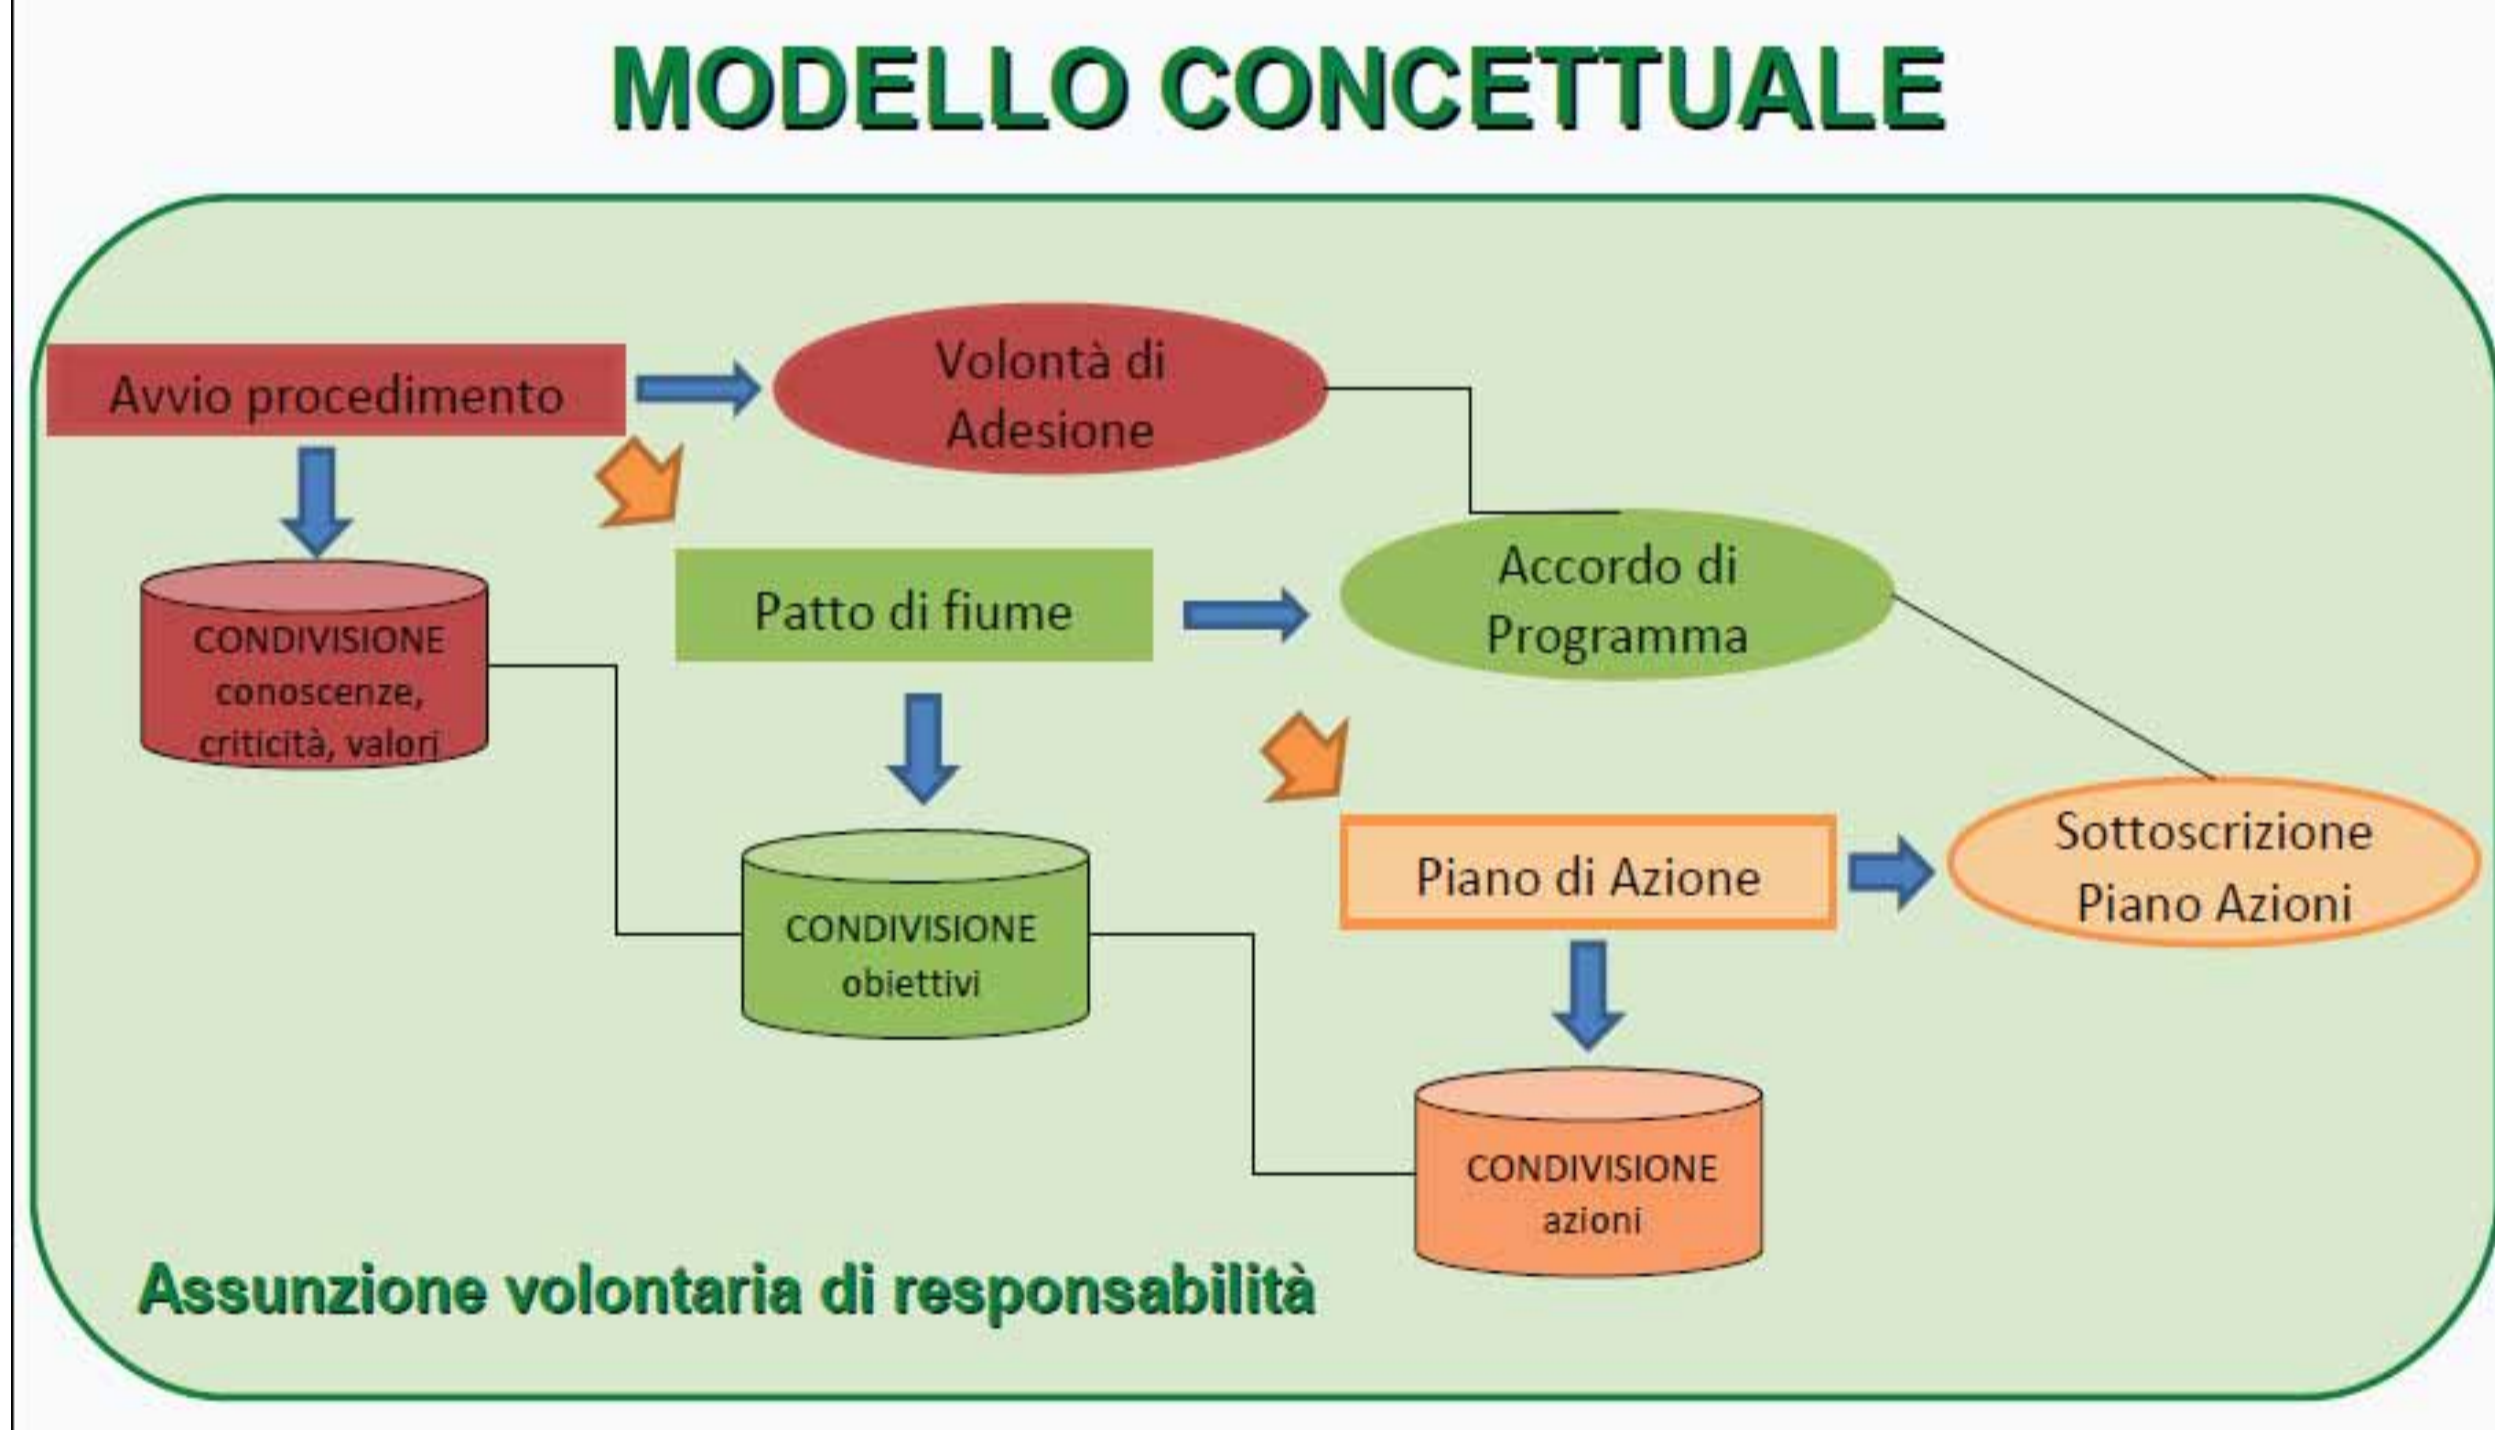 MODELLO CONCETTUALE
Avvio procedimento
Volontà di
Adesione
CONDIVISIONE
conoscenze,
criticità, valori
Patto di fiume
Accordo di
Programma
CONDIVISIONE
obiettivi
Piano di Azione
Sottoscrizione
Piano Azioni
CONDIVISIONE
azioni
Assunzione volontaria di responsabilità